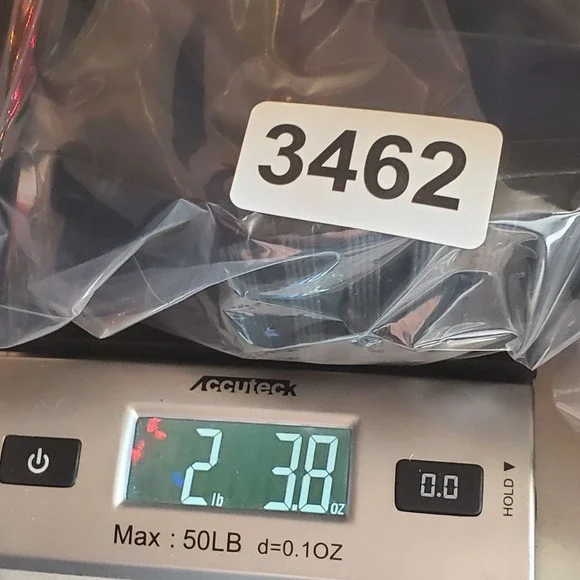 3462
Accuteck
2 lb 3.8 oz
0.0
HOLD ▼
Max : 50LB d=0.1OZ